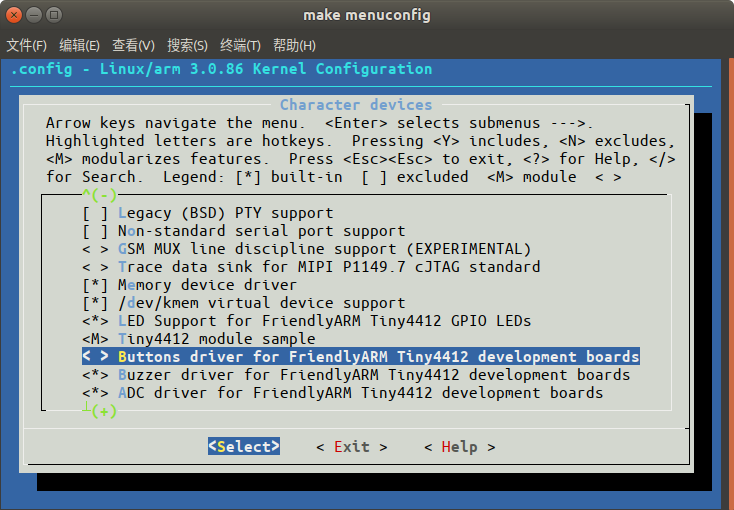 make menuconfig
文件(F) 编辑(E) 查看(V) 搜索(S) 终端(T) 帮助(H)
.config - Linux/arm 3.0.86 Kernel Configuration
Character devices
Arrow keys navigate the menu.  <Enter> selects submenus --->.
Highlighted letters are hotkeys.  Pressing <Y> includes, <N> excludes,
<M> modularizes features.  Press <Esc><Esc> to exit, <?> for Help, </>
for Search.  Legend: [*] built-in  [ ] excluded  <M> module  < >
^(-)
[ ] Legacy (BSD) PTY support
[ ] Non-standard serial port support
< > GSM MUX line discipline support (EXPERIMENTAL)
< > Trace data sink for MIPI P1149.7 cJTAG standard
[*] Memory device driver
[*] /dev/kmem virtual device support
<*> LED Support for FriendlyARM Tiny4412 GPIO LEDs
<M> Tiny4412 module sample
< > Buttons driver for FriendlyARM Tiny4412 development boards
<*> Buzzer driver for FriendlyARM Tiny4412 development boards
<*> ADC driver for FriendlyARM Tiny4412 development boards
┴(+)
<Select>    < Exit >    < Help >